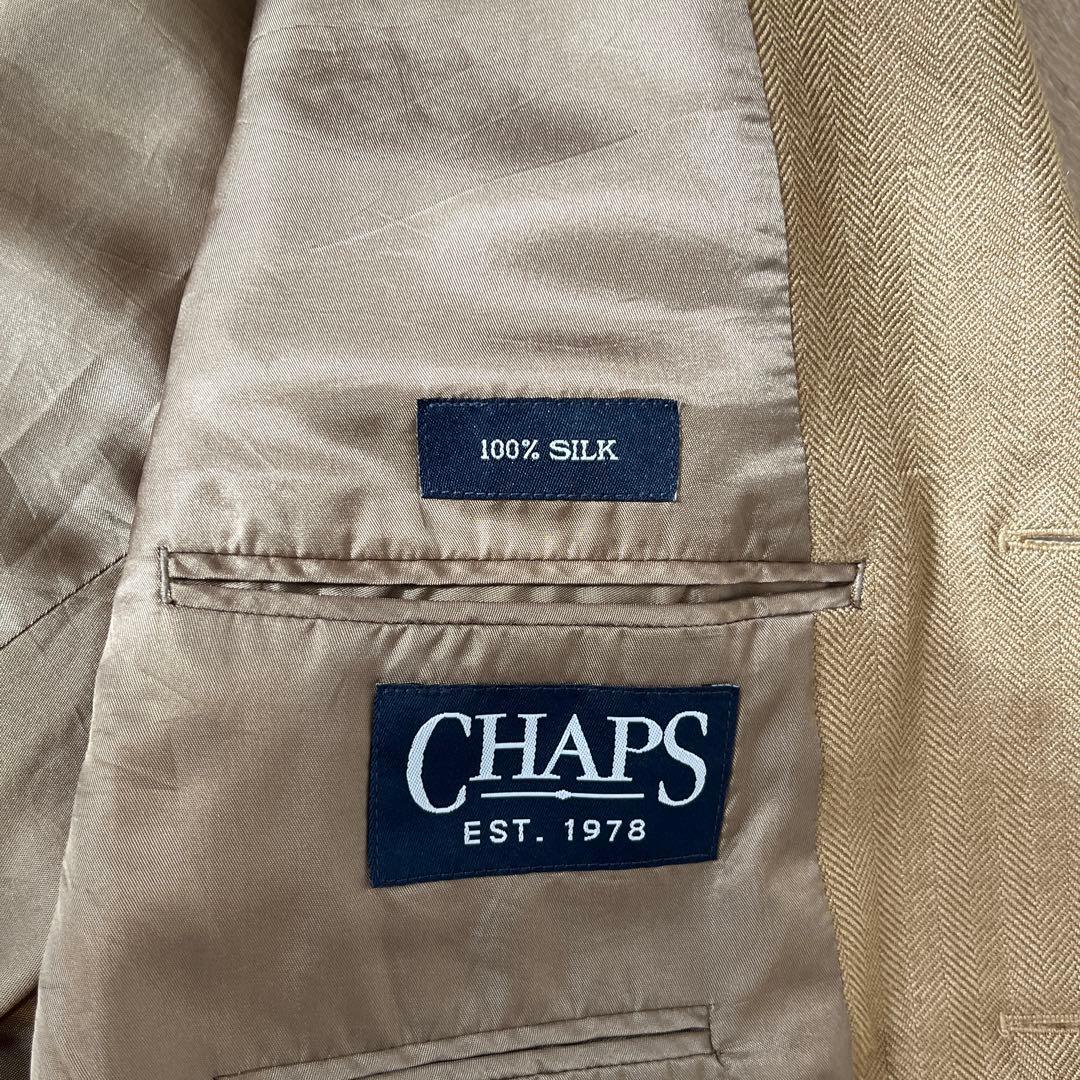 100% SILK
CHAPS
EST. 1978